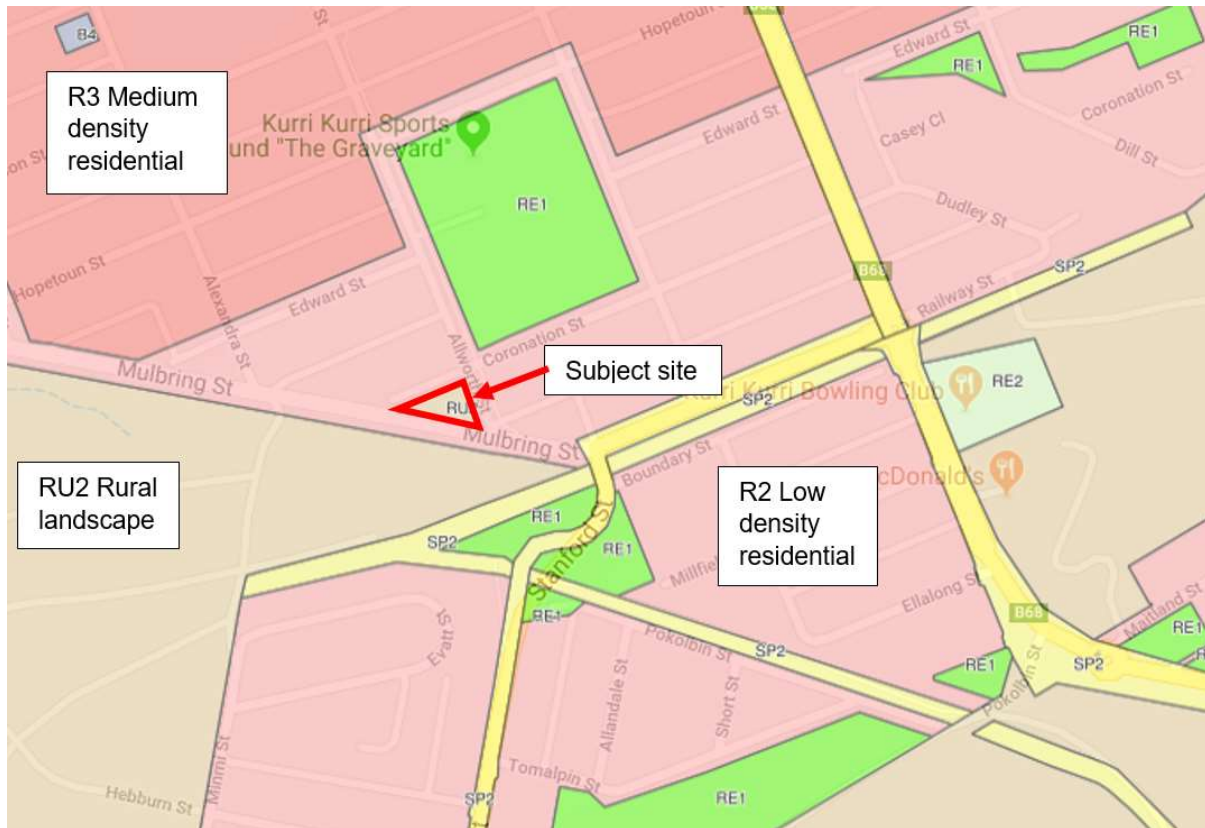 B4
R3 Medium
density
residential
Hopetoun St
Edward St
RE1
RE1
Kurri Kurri Sports
und "The Graveyard"
Edward St
Casey Cl
Coronation St
Dill St
RE1
Dudley St
Hopetoun St
Alexandra St
Edward St
B68
Railway St
SP2
Allworth St
Coronation St
Mulbring St
Subject site
RU
Mulbring St
Kurri Kurri Bowling Club
SP2
RE2
RU2 Rural
landscape
Boundary St
R2 Low
density
residential
cDonald's
RE1
SP2
Stanford St
RE1
Millfie
Ellalong St
RE1
B68
Maitland St
RE1
Evatt St
Pokolbin St
SP2
RE1
SP2
Allandale St
Short St
Pokolbin St
Minmi St
Tomalpin St
Hebburn St
SP2
RE1